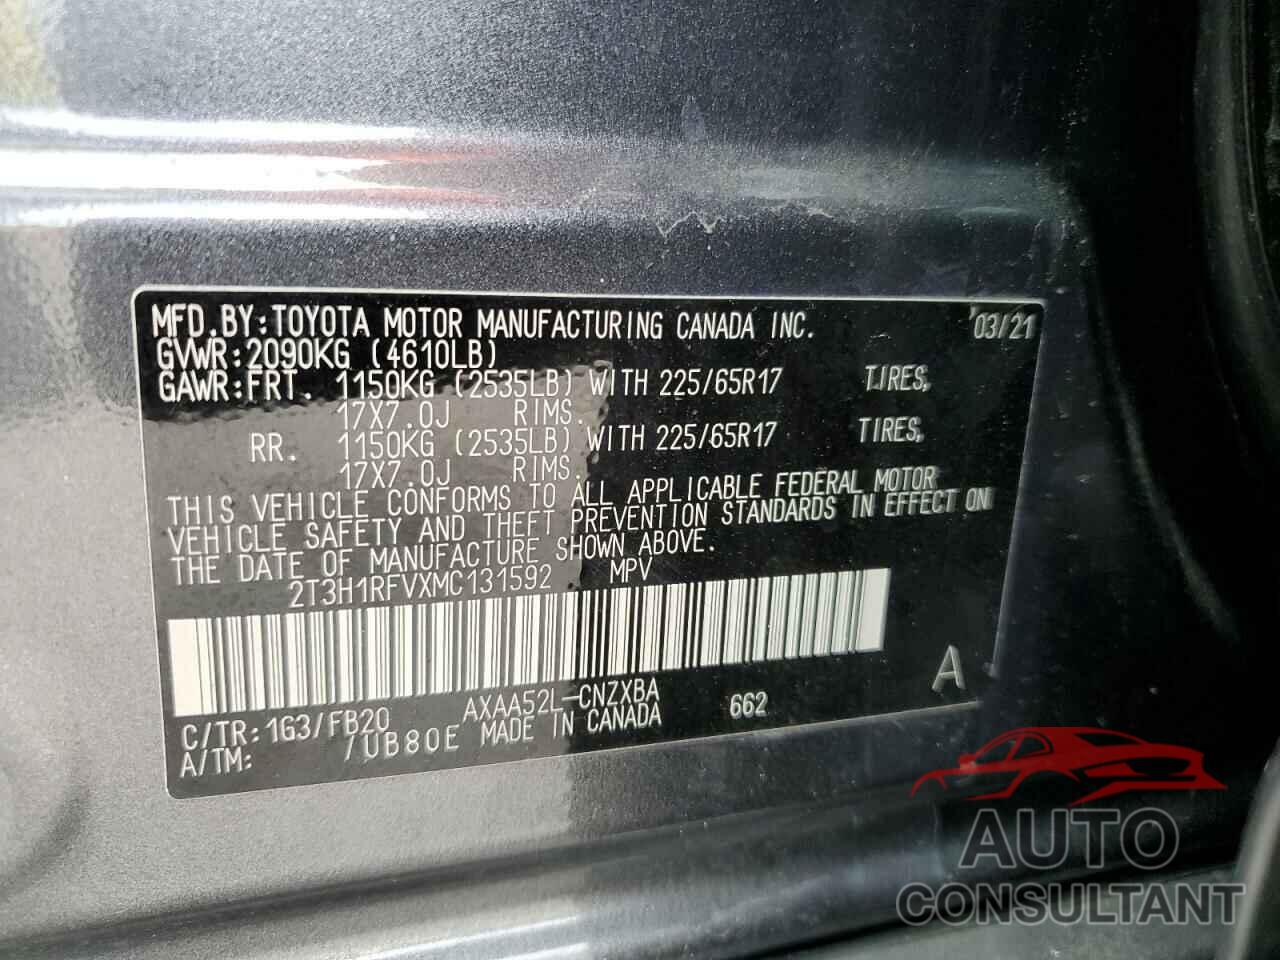 MFD.BY:TOYOTA MOTOR MANUFACTURING CANADA INC. 03/21
GVWR:2090KG (4610LB)
GAWR:FRT. 1150KG (2535LB) WITH 225/65R17 TIRES,
17X7.0J RIMS.
RR. 1150KG (2535LB) WITH 225/65R17 TIRES,
17X7.0J RIMS.
THIS VEHICLE CONFORMS TO ALL APPLICABLE FEDERAL MOTOR
VEHICLE SAFETY AND THEFT PREVENTION STANDARDS IN EFFECT ON
THE DATE OF MANUFACTURE SHOWN ABOVE.
2T3H1RFVXMC131592 MPV
A
C/TR:1G3/FB20 AXAA52L-CNZXBA 662
A/TM: /UB80E MADE IN CANADA
AUTO
CONSULTANT